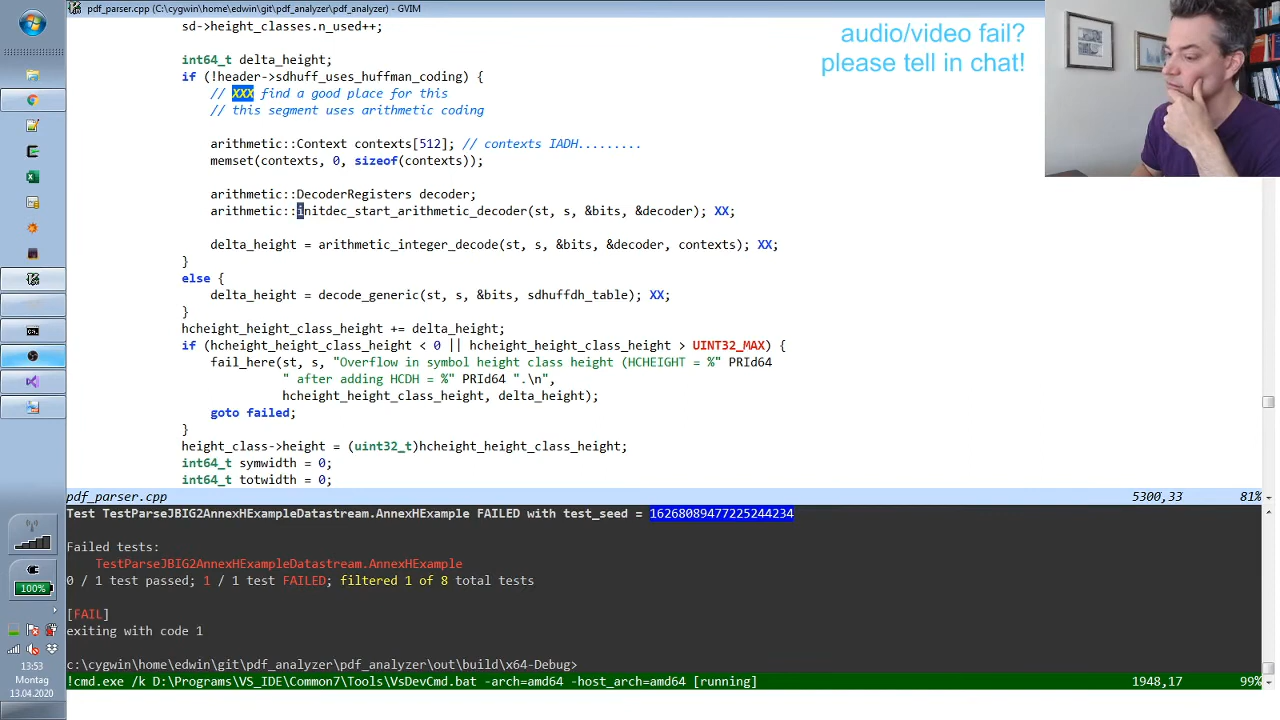 pdf_parser.cpp (C:\cygwin\home\edwin\git\pdf_analyzer\pdf_analyzer) - GVIM
audio/video fail?
please tell in chat!
sd->height_classes.n_used++;
int64_t delta_height;
if (!header->sdhuff_uses_huffman_coding) {
// XXX find a good place for this
// this segment uses arithmetic coding
arithmetic::Context contexts[512]; // contexts IADH.........
memset(contexts, 0, sizeof(contexts));
arithmetic::DecoderRegisters decoder;
arithmetic::initdec_start_arithmetic_decoder(st, s, &bits, &decoder); XX;
delta_height = arithmetic_integer_decode(st, s, &bits, &decoder, contexts); XX;
}
else {
delta_height = decode_generic(st, s, &bits, sdhuffdh_table); XX;
}
hcheight_height_class_height += delta_height;
if (hcheight_height_class_height < 0 || hcheight_height_class_height > UINT32_MAX) {
fail_here(st, s, "Overflow in symbol height class height (HCHEIGHT = %" PRId64
" after adding HCDH = %" PRId64 ".\n",
hcheight_height_class_height, delta_height);
goto failed;
}
height_class->height = (uint32_t)hcheight_height_class_height;
int64_t symwidth = 0;
int64_t totwidth = 0;
pdf_parser.cpp 5300,33 81%
Test TestParseJBIG2AnnexHExampleDatastream.AnnexHExample FAILED with test_seed = 16268089477225244234
Failed tests:
TestParseJBIG2AnnexHExampleDatastream.AnnexHExample
0 / 1 test passed; 1 / 1 test FAILED; filtered 1 of 8 total tests
[FAIL]
exiting with code 1
c:\cygwin\home\edwin\git\pdf_analyzer\pdf_analyzer\out\build\x64-Debug>
!cmd.exe /k D:\Programs\VS_IDE\Common7\Tools\VsDevCmd.bat -arch=amd64 -host_arch=amd64 [running] 1948,17 99%
100%
13:53
Montag
13.04.2020